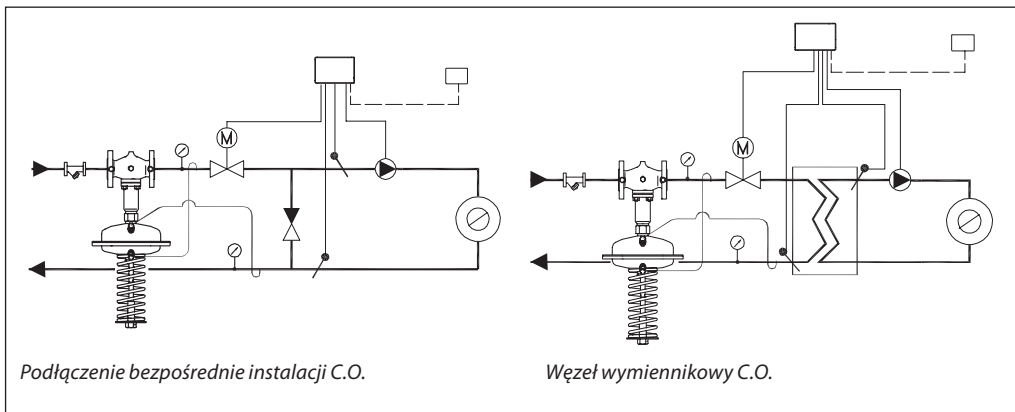 M
M
Podłączenie bezpośrednie instalacji C.O.
Węzeł wymiennikowy C.O.